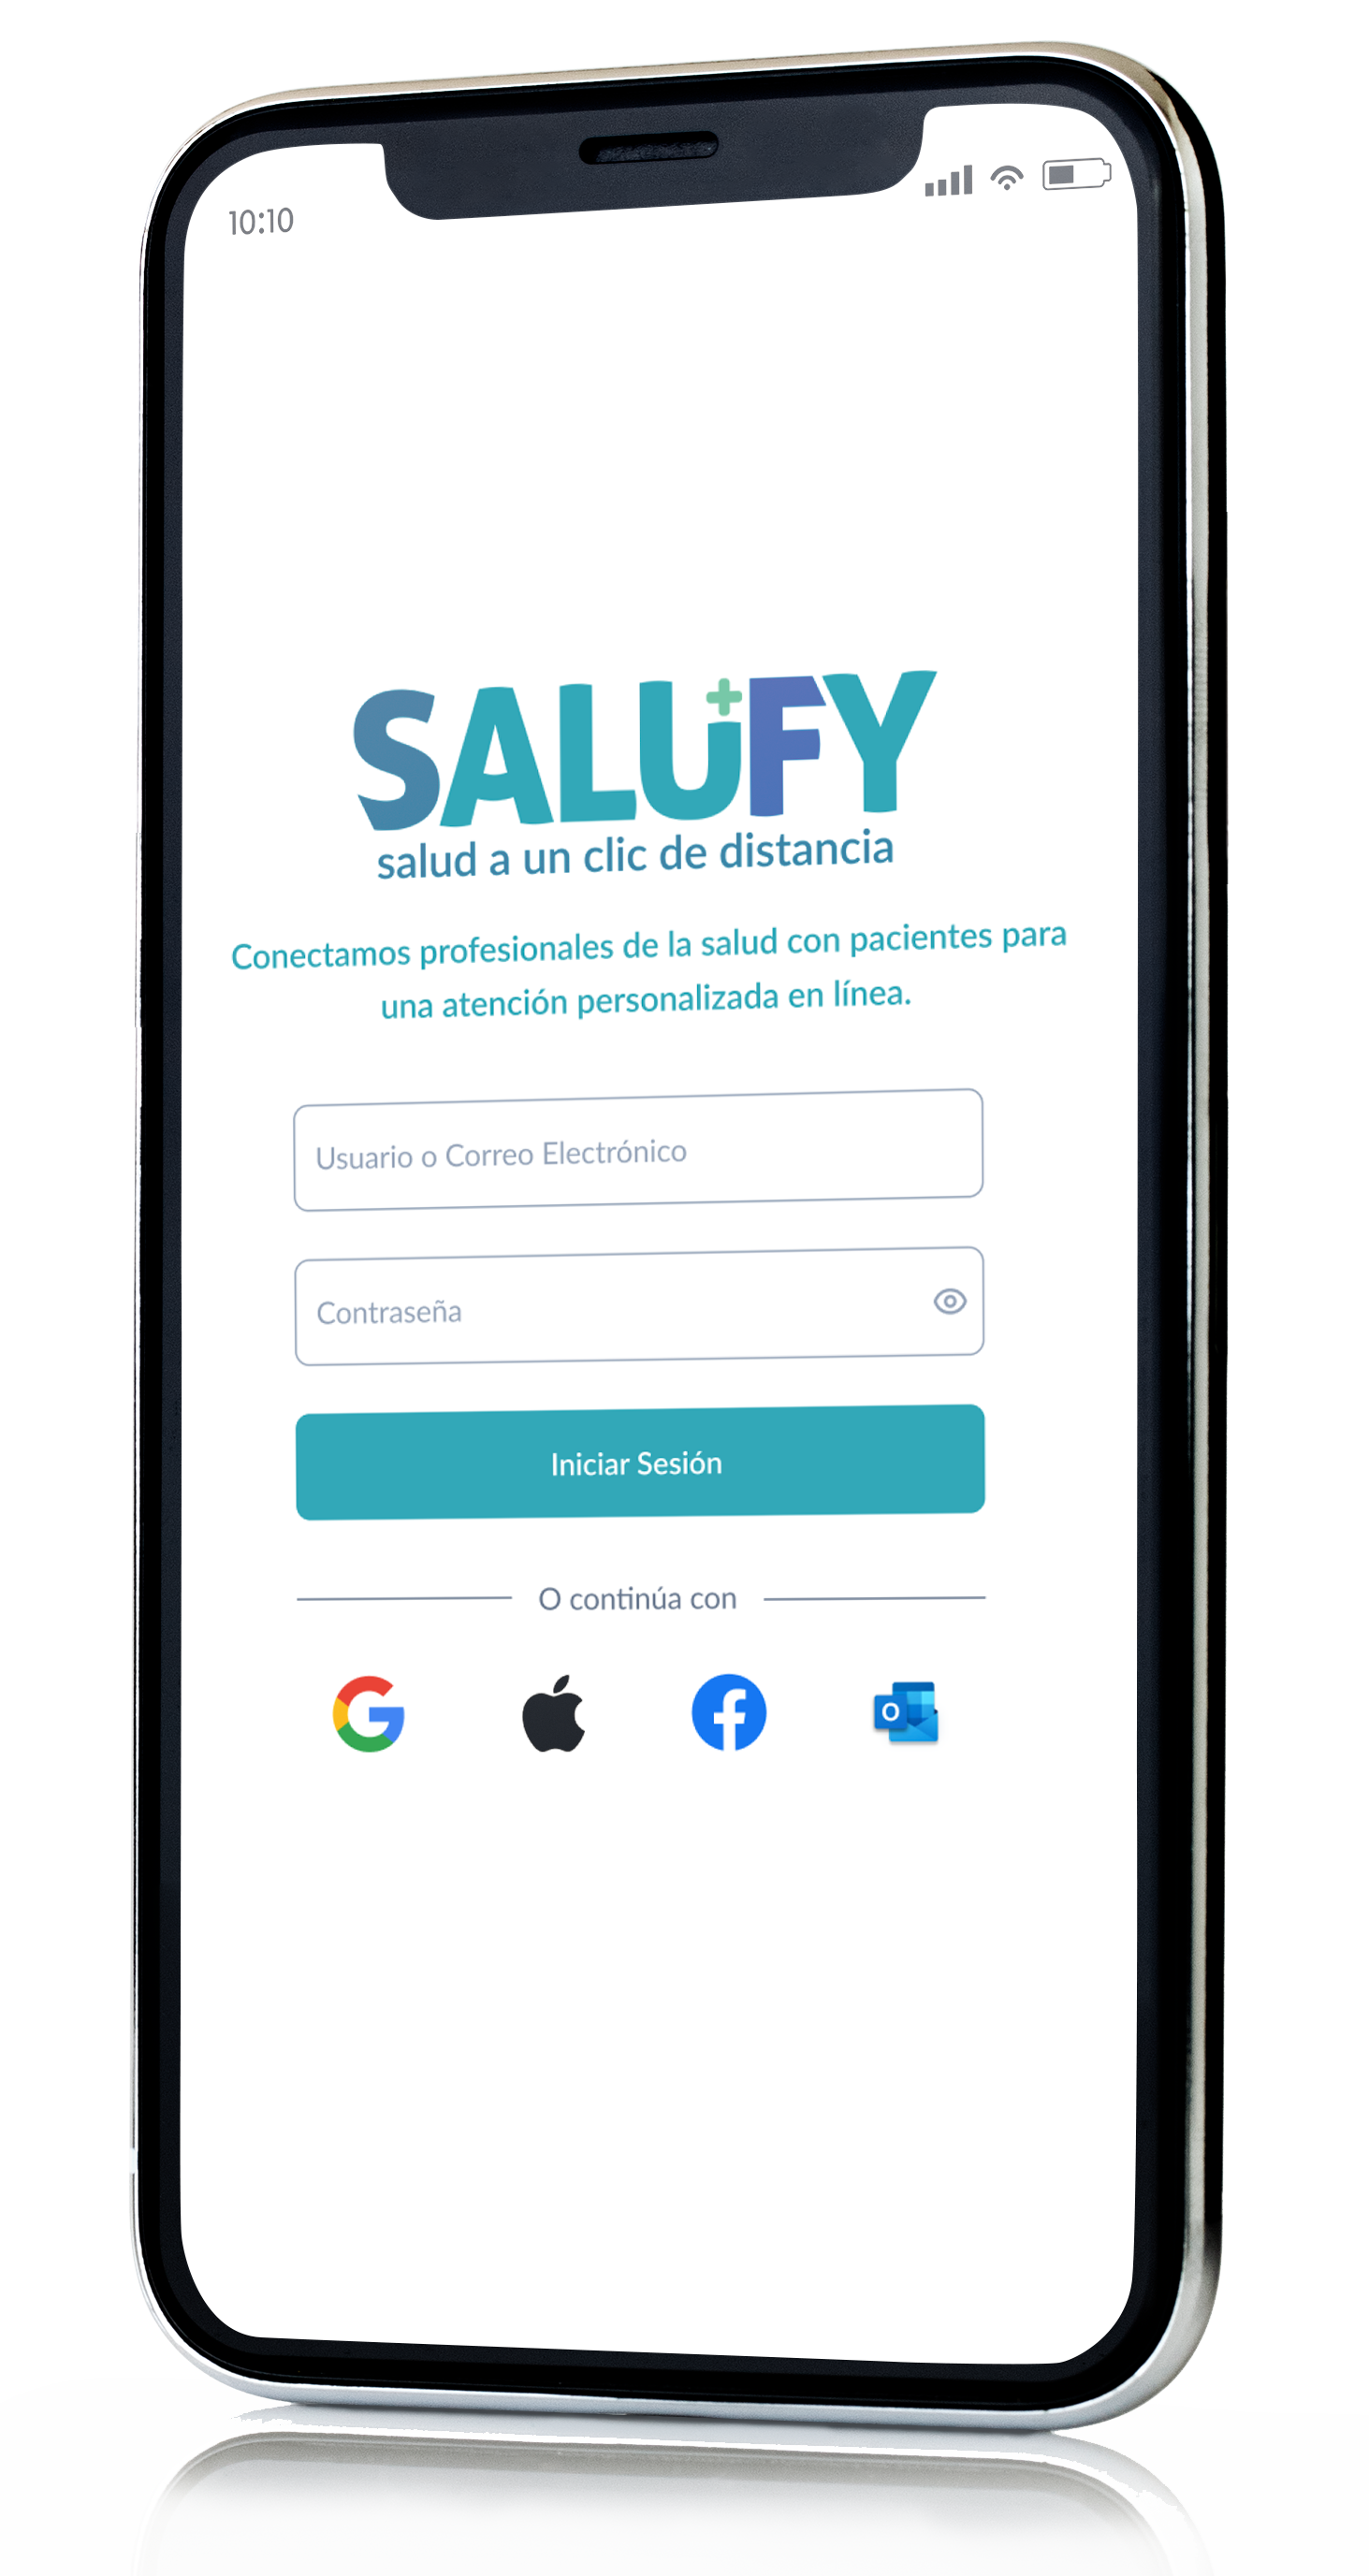 10:10
SALUFY
salud a un clic de distancia
Conectamos profesionales de la salud con pacientes para
una atención personalizada en línea.
Usuario o Correo Electrónico
Contraseña
Iniciar Sesión
O continúa con